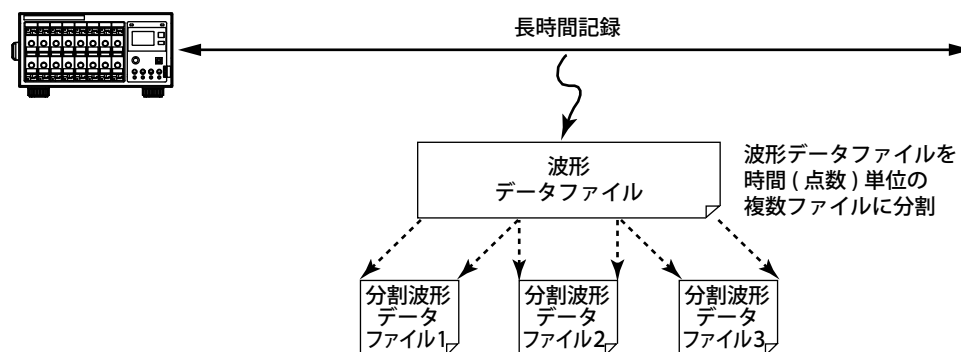 長時間記録
波形
データファイル
波形データファイルを
時間 ( 点数 ) 単位の
複数ファイルに分割
分割波形
データ
ファイル1
分割波形
データ
ファイル2
分割波形
データ
ファイル3